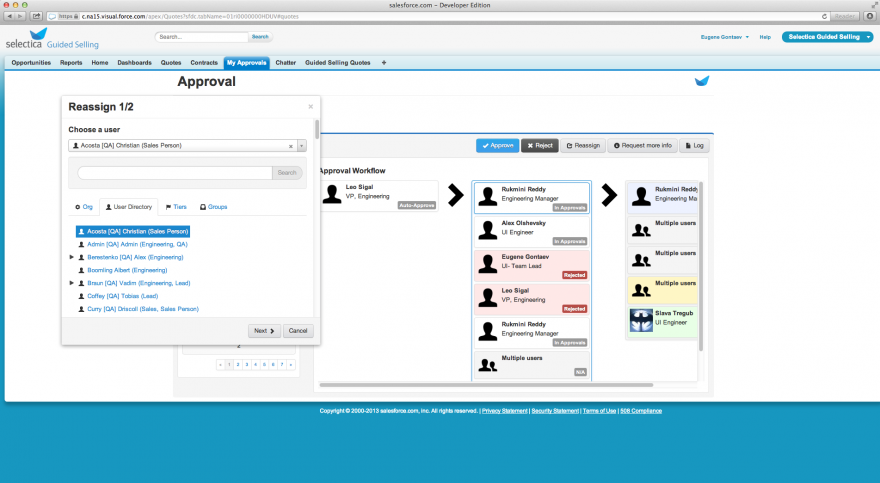 salesforce.com — Developer Edition
https c.na15.visual.force.com/apex/Quotes?sfdc.tabName=01rI0000000HDUV#quotes
Reader
selectica Guided Selling
Search...
Search
Eugene Gontaev
Help
Selectica Guided Selling
Opportunities Reports Home Dashboards Quotes Contracts My Approvals Chatter Guided Selling Quotes +
Approval
Reassign 1/2
×
Choose a user
Acosta [QA] Christian (Sales Person)
Search
Org User Directory Tiers Groups
Acosta [QA] Christian (Sales Person)
Admin [QA] Admin (Engineering, QA)
Berestenko [QA] Alex (Engineering)
Boomling Albert (Engineering)
Braun [QA] Vadim (Engineering, Lead)
Coffey [QA] Tobias (Lead)
Curry [QA] Driscoll (Sales, Sales Person)
Next Cancel
« 1 2 3 4 5 6 7 »
Approve Reject Reassign Request more info Log
Approval Workflow
Leo Sigal
VP, Engineering
Auto-Approve
Rukmini Reddy
Engineering Manager
In Approvals
Alex Olshevsky
UI Engineer
In Approvals
Eugene Gontaev
UI- Team Lead
Rejected
Leo Sigal
VP, Engineering
Rejected
Rukmini Reddy
Engineering Manager
In Approvals
Multiple users
N/A
Rukmini Reddy
Engineering Ma
Multiple users
Multiple users
Multiple users
Slava Tregub
UI Engineer
Copyright © 2000-2013 salesforce.com, inc. All rights reserved. | Privacy Statement | Security Statement | Terms of Use | 508 Compliance